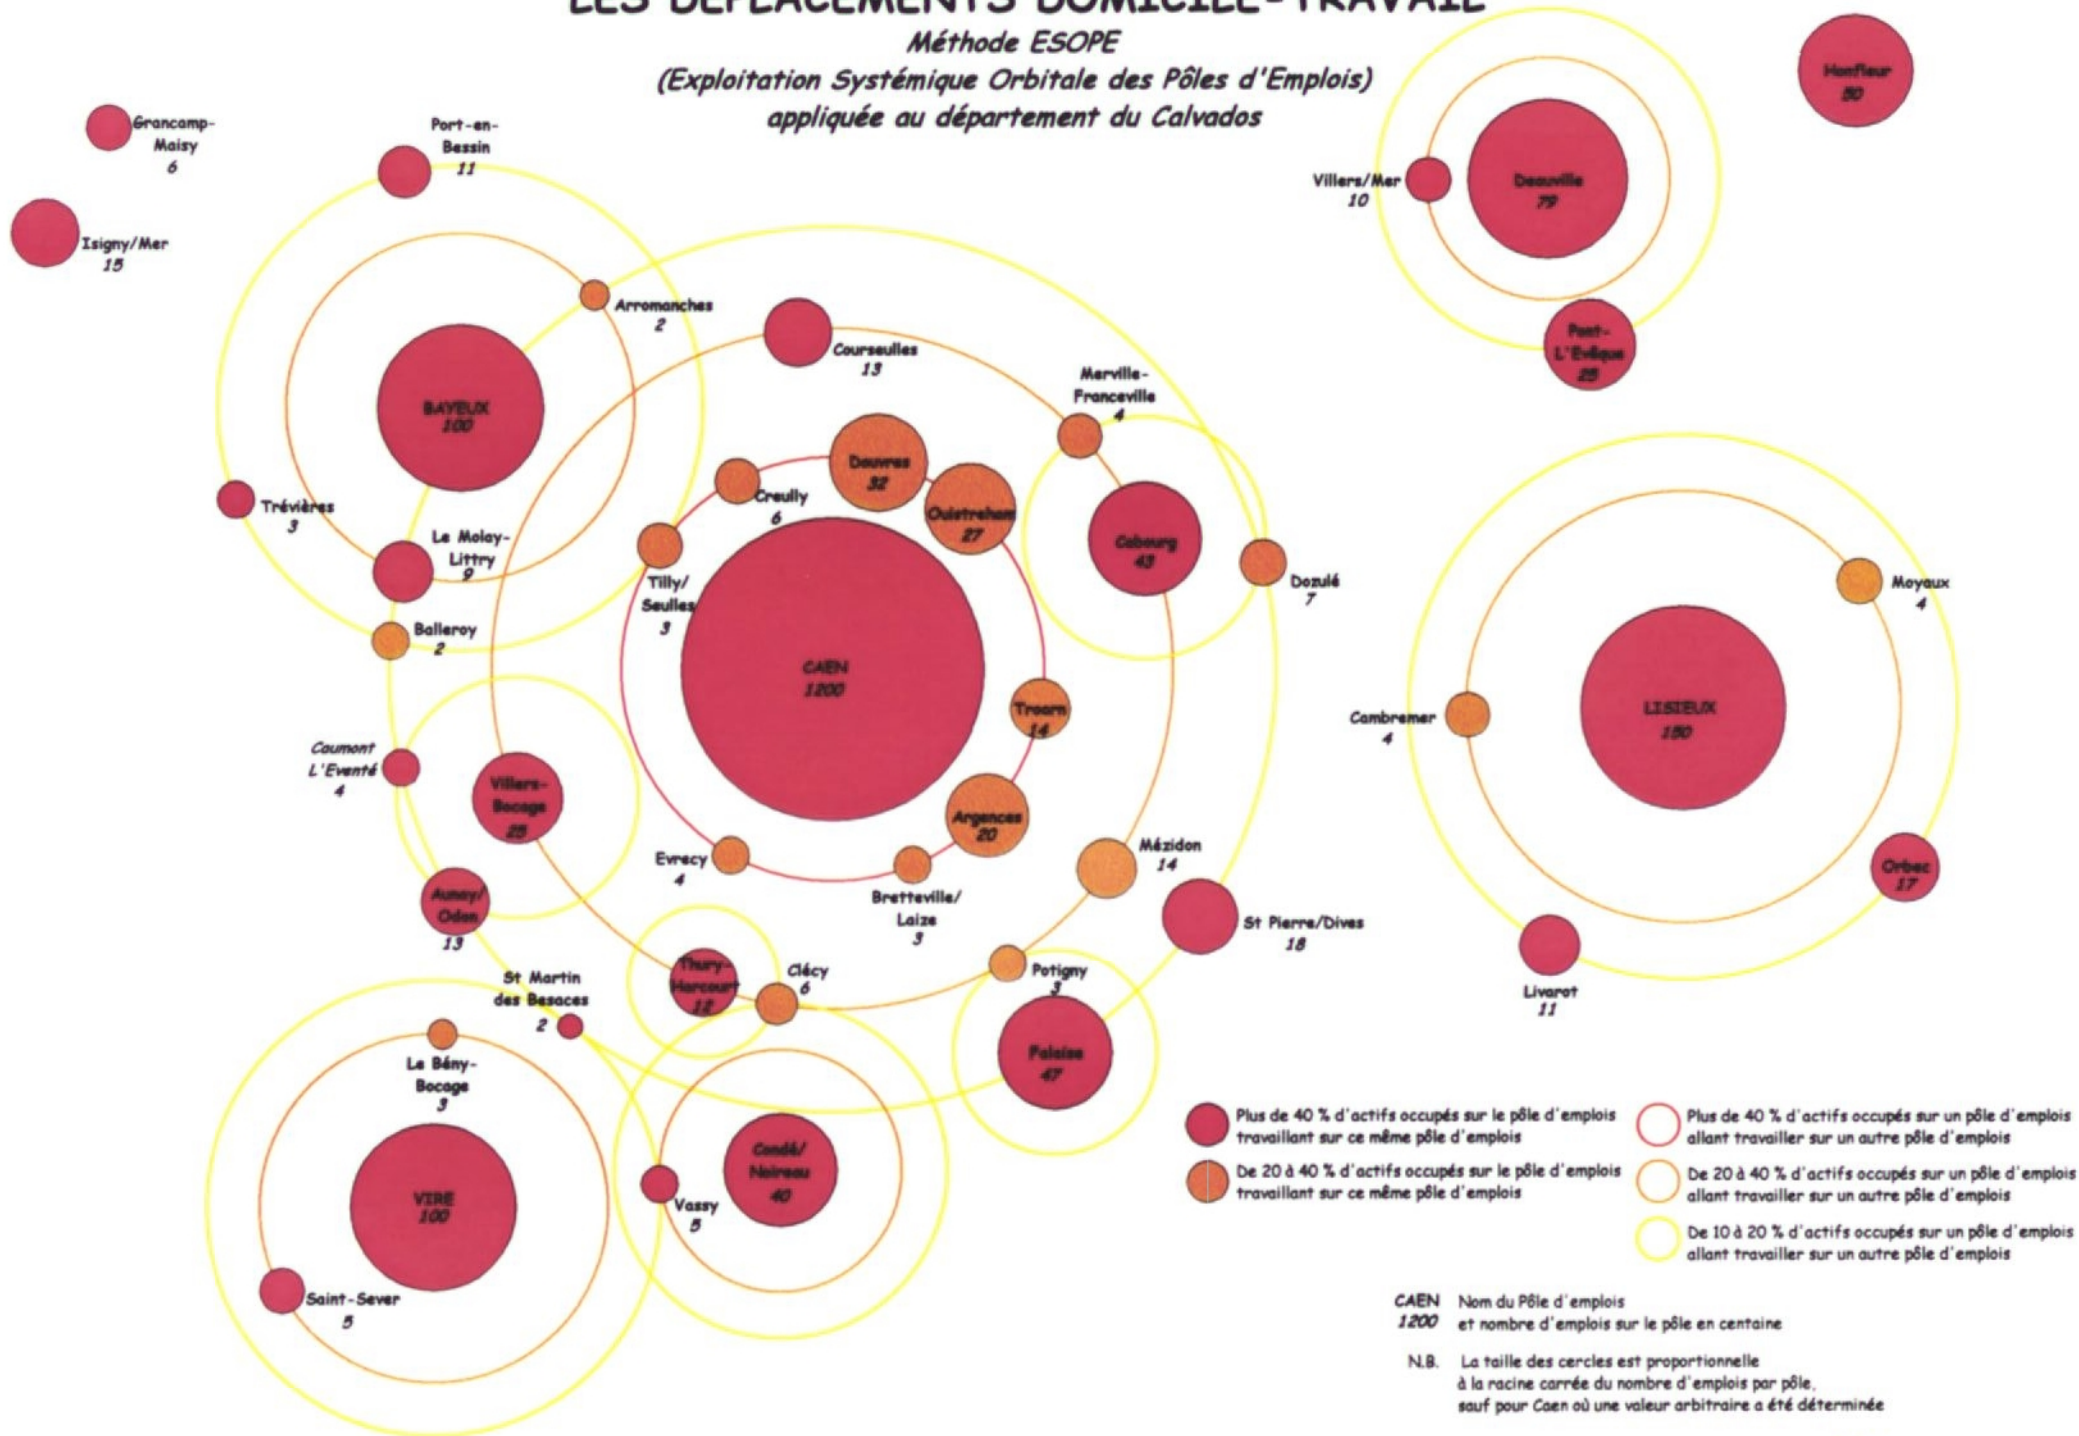 LES DEPLACEMENTS DOMICILE-TRAVAIL
Méthode ESOPE
(Exploitation Systémique Orbitale des Pôles d'Emplois)
appliquée au département du Calvados
Grancamp-
Maisy
6
Isigny/Mer
15
Port-en-
Bessin
11
Arromanches
2
BAYEUX
100
Trévières
3
Le Molay-
Littry
9
Balleroy
2
Courseulles
13
Merville-
Franceville
4
Douvres
32
Creully
6
Ouistreham
27
Cabourg
43
Dozulé
7
Tilly/
Seulles
3
CAEN
1200
Troarn
14
Argences
20
Evrecy
4
Bretteville/
Laize
3
Mézidon
14
St Pierre/Dives
18
Caumont
L'Eventé
4
Villers-
Bocage
25
Aunay/
Odon
13
Thury-
Harcourt
12
Clécy
6
Potigny
3
Falaise
47
St Martin
des Besaces
2
Le Bény-
Bocage
3
VIRE
100
Saint-Sever
5
Vassy
5
Condé/
Noireau
40
Villers/Mer
10
Deauville
79
Honfleur
50
Pont-
L'Evêque
25
Moyaux
4
Cambremer
4
LISIEUX
150
Orbec
17
Livarot
11
Plus de 40 % d'actifs occupés sur le pôle d'emplois
travaillant sur ce même pôle d'emplois
De 20 à 40 % d'actifs occupés sur le pôle d'emplois
travaillant sur ce même pôle d'emplois
Plus de 40 % d'actifs occupés sur un pôle d'emplois
allant travailler sur un autre pôle d'emplois
De 20 à 40 % d'actifs occupés sur un pôle d'emplois
allant travailler sur un autre pôle d'emplois
De 10 à 20 % d'actifs occupés sur un pôle d'emplois
allant travailler sur un autre pôle d'emplois
CAEN Nom du Pôle d'emplois
1200 et nombre d'emplois sur le pôle en centaine
N.B. La taille des cercles est proportionnelle
à la racine carrée du nombre d'emplois par pôle,
sauf pour Caen où une valeur arbitraire a été déterminée